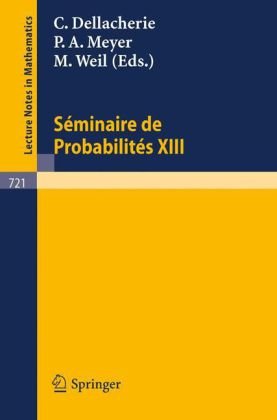 C. Dellacherie
P. A. Meyer
M. Weil (Eds.)
Lecture Notes in Mathematics
Séminaire de
Probabilités XIII
721
Springer